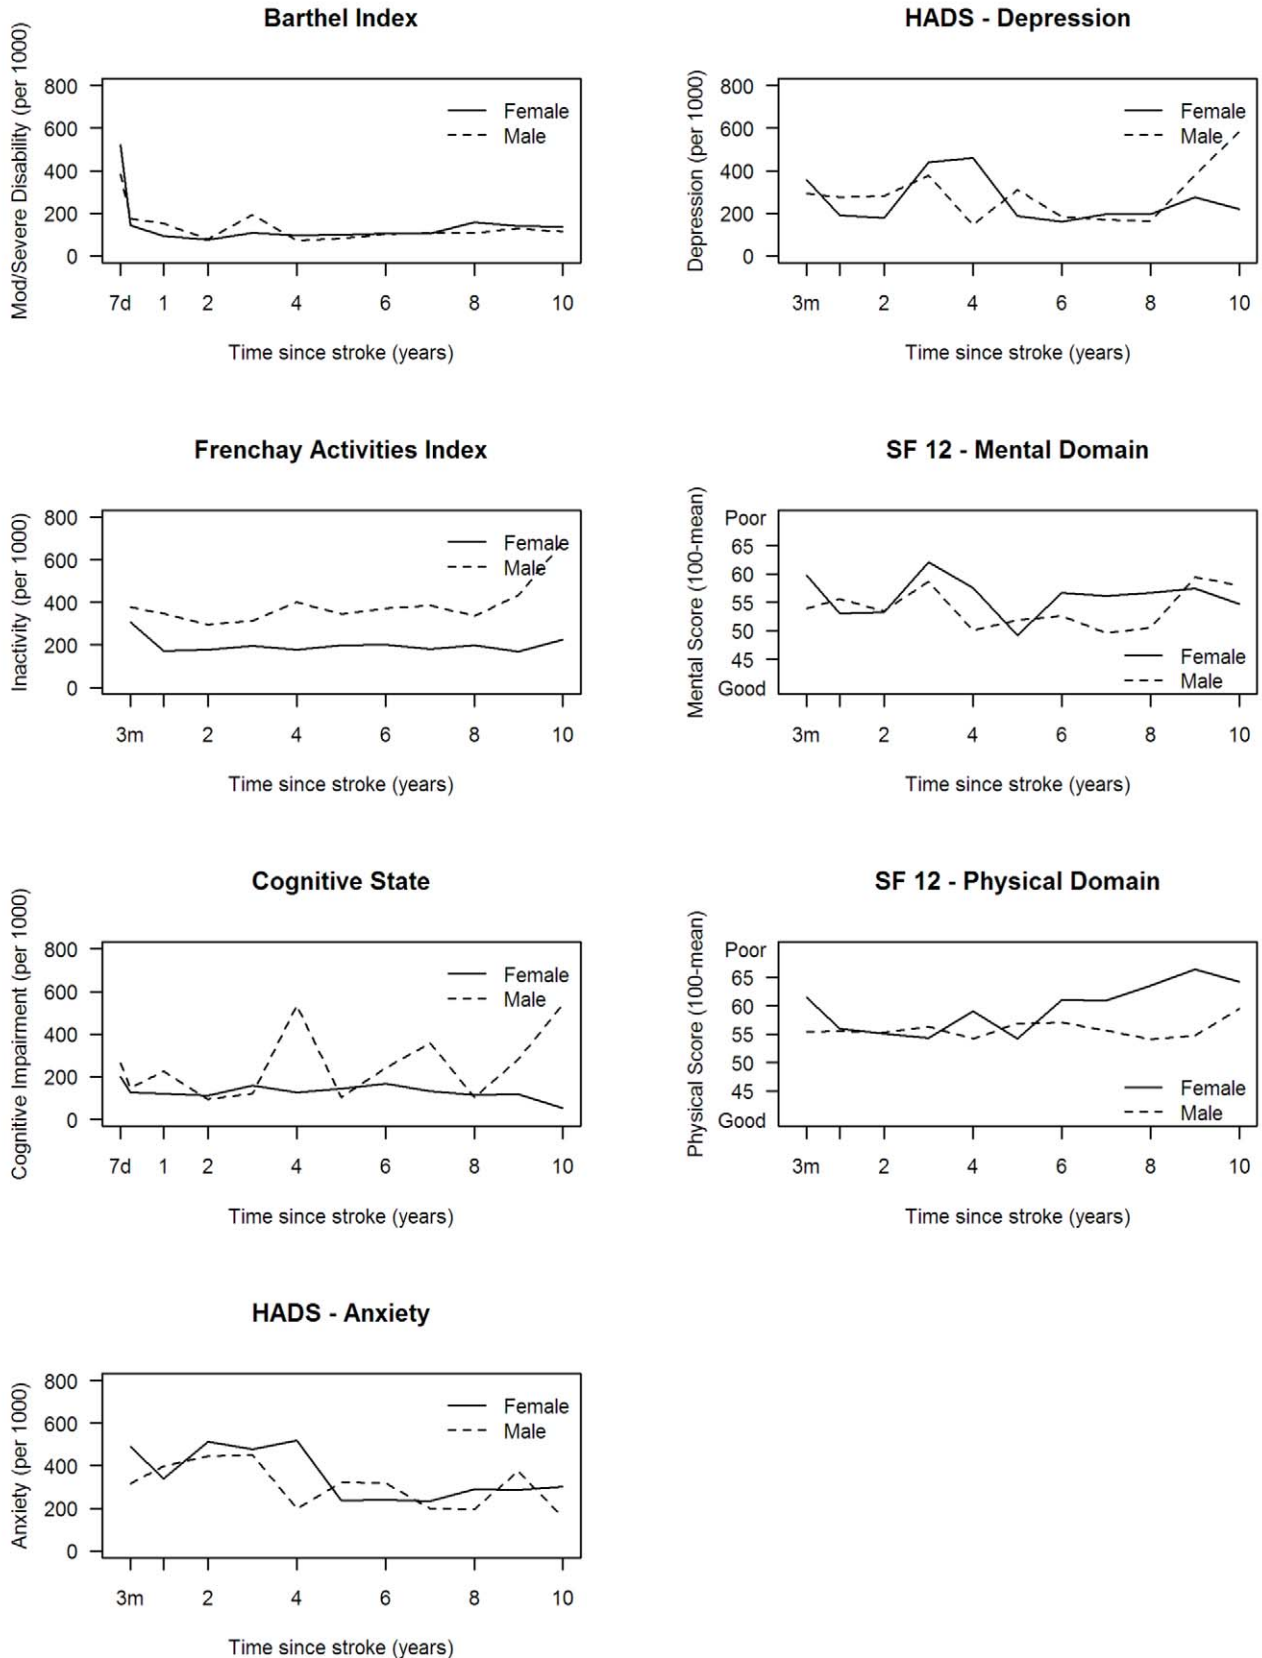 Barthel Index
Mod/Severe Disability (per 1000)
800
600
400
200
0
Female
Male
7d 1 2 4 6 8 10
Time since stroke (years)
HADS - Depression
Depression (per 1000)
800
600
400
200
0
Female
Male
3m 2 4 6 8 10
Time since stroke (years)
Frenchay Activities Index
Inactivity (per 1000)
800
600
400
200
0
Female
Male
3m 2 4 6 8 10
Time since stroke (years)
SF 12 - Mental Domain
Mental Score (100-mean)
Poor
65
60
55
50
45
Good
Female
Male
3m 2 4 6 8 10
Time since stroke (years)
Cognitive State
Cognitive Impairment (per 1000)
800
600
400
200
0
Female
Male
7d 1 2 4 6 8 10
Time since stroke (years)
SF 12 - Physical Domain
Physical Score (100-mean)
Poor
65
60
55
50
45
Good
Female
Male
3m 2 4 6 8 10
Time since stroke (years)
HADS - Anxiety
Anxiety (per 1000)
800
600
400
200
0
Female
Male
3m 2 4 6 8 10
Time since stroke (years)